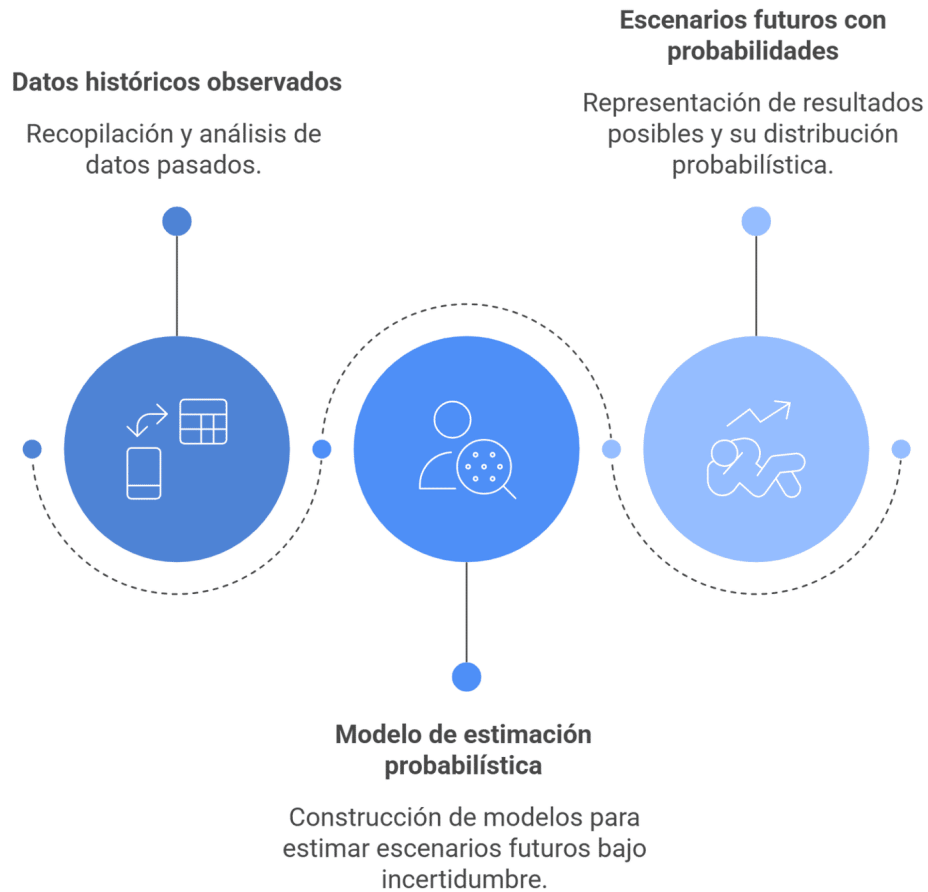 Datos históricos observados
Recopilación y análisis de
datos pasados.
Modelo de estimación
probabilística
Construcción de modelos para
estimar escenarios futuros bajo
incertidumbre.
Escenarios futuros con
probabilidades
Representación de resultados
posibles y su distribución
probabilística.